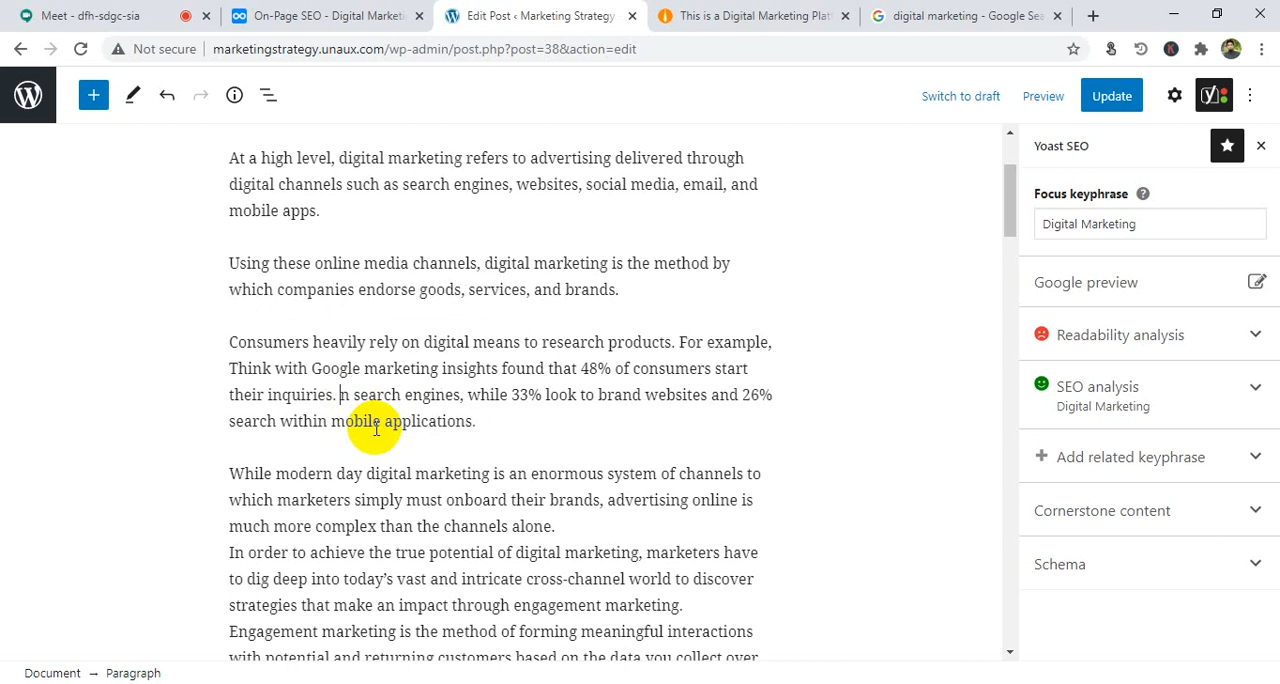 Meet - dfh-sdgc-sia
On-Page SEO - Digital Marketi
Edit Post ‹ Marketing Strategy
This is a Digital Marketing Plat
digital marketing - Google Sea
Not secure
marketingstrategy.unaux.com/wp-admin/post.php?post=38&action=edit
Switch to draft
Preview
Update
At a high level, digital marketing refers to advertising delivered through
digital channels such as search engines, websites, social media, email, and
mobile apps.
Using these online media channels, digital marketing is the method by
which companies endorse goods, services, and brands.
Consumers heavily rely on digital means to research products. For example,
Think with Google marketing insights found that 48% of consumers start
their inquiries. n search engines, while 33% look to brand websites and 26%
search within mobile applications.
While modern day digital marketing is an enormous system of channels to
which marketers simply must onboard their brands, advertising online is
much more complex than the channels alone.
In order to achieve the true potential of digital marketing, marketers have
to dig deep into today's vast and intricate cross-channel world to discover
strategies that make an impact through engagement marketing.
Engagement marketing is the method of forming meaningful interactions
with potential and returning customers based on the data you collect over
Yoast SEO
Focus keyphrase
Digital Marketing
Google preview
Readability analysis
SEO analysis
Digital Marketing
Add related keyphrase
Cornerstone content
Schema
Document → Paragraph